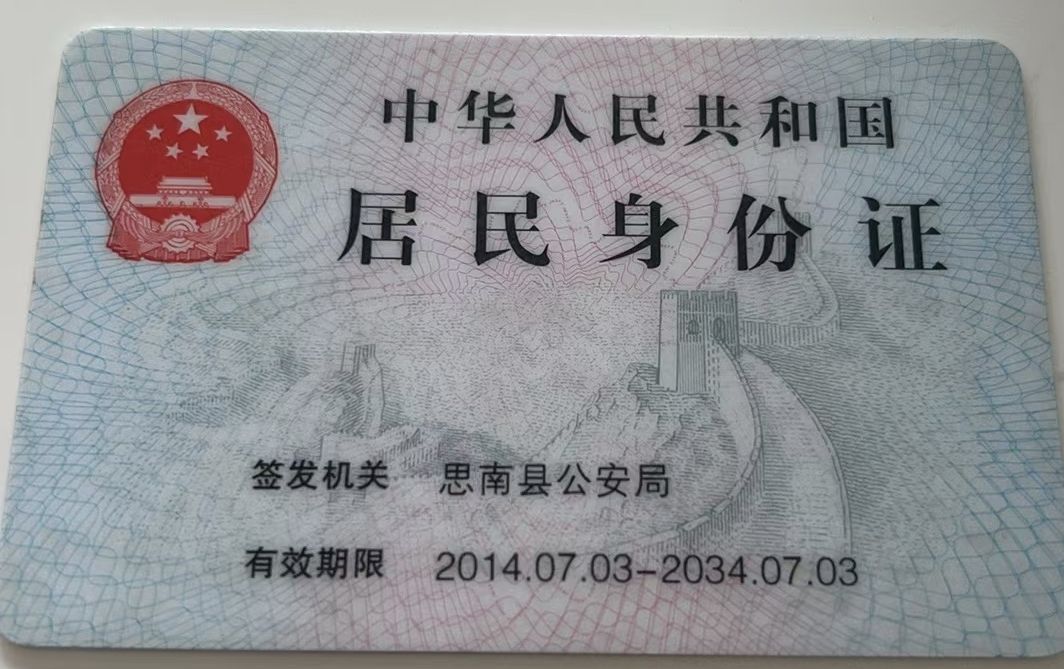 中华人民共和国
居民身份证
签发机关 思南县公安局
有效期限 2014.07.03-2034.07.03